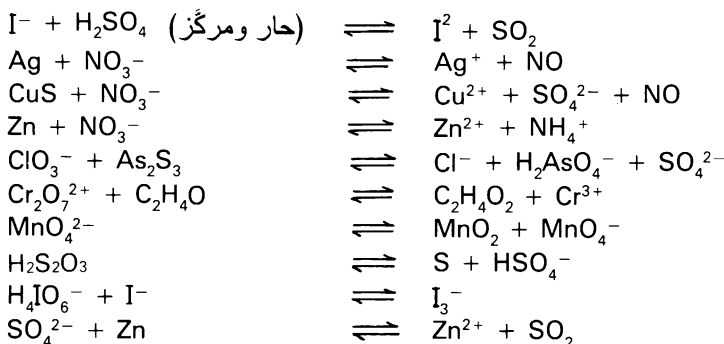 I⁻ + H₂SO₄ (حار ومركَّز) ⇌ I² + SO₂
Ag + NO₃⁻ ⇌ Ag⁺ + NO
CuS + NO₃⁻ ⇌ Cu²⁺ + SO₄²⁻ + NO
Zn + NO₃⁻ ⇌ Zn²⁺ + NH₄⁺
ClO₃⁻ + As₂S₃ ⇌ Cl⁻ + H₂AsO₄⁻ + SO₄²⁻
Cr₂O₇²⁺ + C₂H₄O ⇌ C₂H₄O₂ + Cr³⁺
MnO₄²⁻ ⇌ MnO₂ + MnO₄⁻
H₂S₂O₃ ⇌ S + HSO₄⁻
H₄IO₆⁻ + I⁻ ⇌ I₃⁻
SO₄²⁻ + Zn ⇌ Zn²⁺ + SO₂